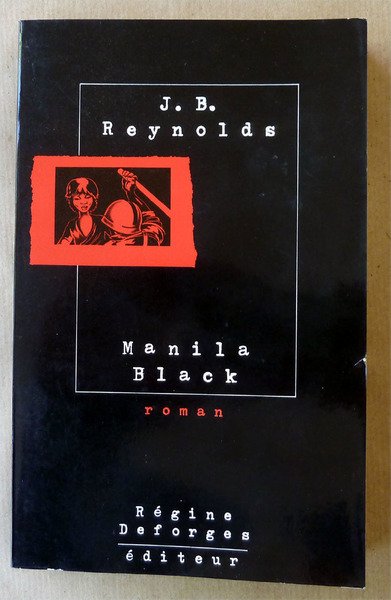 J. B.
Reynolds
Manila
Black
roman
Régine
Deforges
éditeur